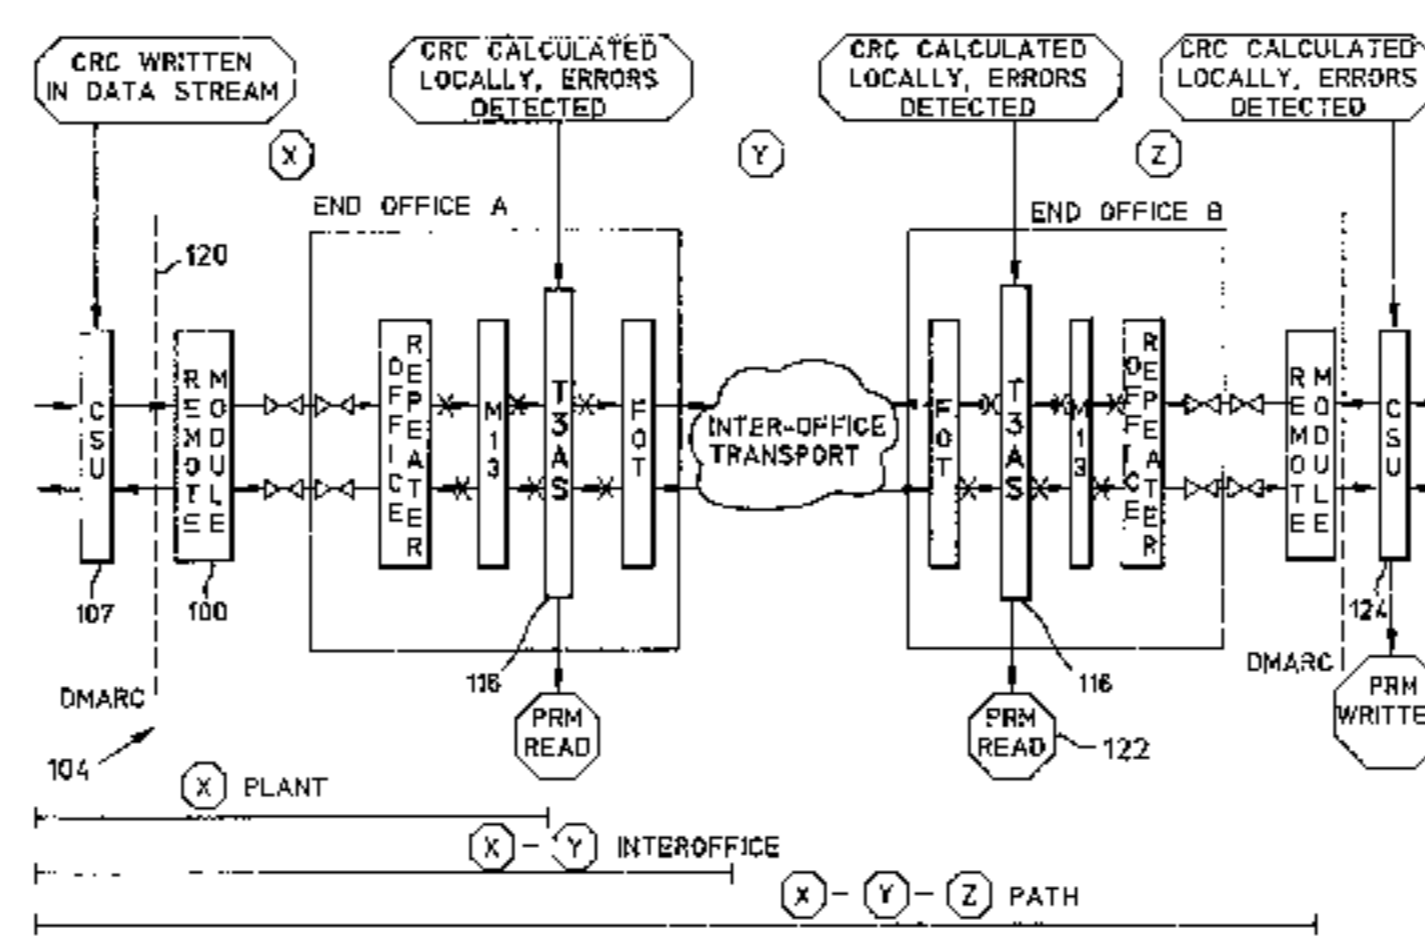 CRC WRITTEN
IN DATA STREAM
CRC CALCULATED
LOCALLY, ERRORS
DETECTED
CRC CALCULATED
LOCALLY, ERRORS
DETECTED
CRC CALCULATED
LOCALLY, ERRORS
DETECTED
X
Y
Z
END OFFICE A
END OFFICE B
120
CSU
REMOTE
MODULE
OFFICE
REPEATER
M13
T3AS
FOT
INTER-OFFICE
TRANSPORT
FOT
T3AS
M13
OFFICE
REPEATER
REMOTE
MODULE
CSU
107
100
116
116
124
DMARC
DMARC
104
PRM
READ
PRM
READ
122
PRM
WRITTE
X PLANT
X - Y INTEROFFICE
X - Y - Z PATH